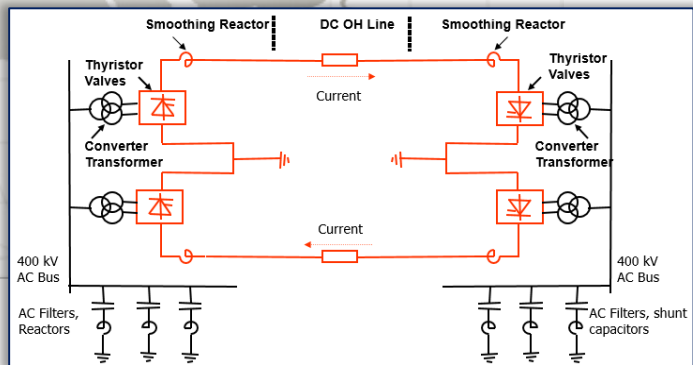 Smoothing Reactor
DC OH Line
Smoothing Reactor
Thyristor
Valves
Current
Thyristor
Valves
Converter
Transformer
Converter
Transformer
Current
400 kV
AC Bus
400 kV
AC Bus
AC Filters,
Reactors
AC Filters, shunt
capacitors